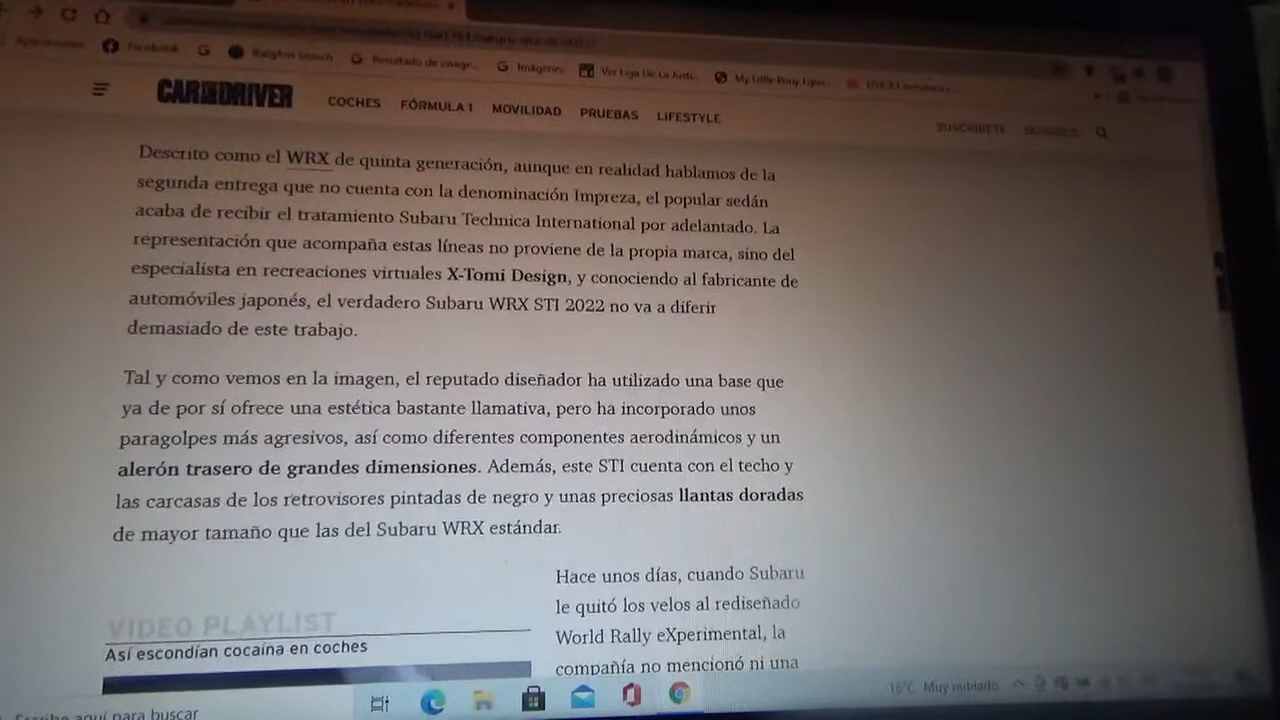 Facebook
G
Resultado de image...
G Imágenes
Ver Liga De La Justi...
My Little Pony Eques...
CAR AND DRIVER
COCHES FÓRMULA 1 MOVILIDAD PRUEBAS LIFESTYLE
SUSCRÍBETE
Descrito como el WRX de quinta generación, aunque en realidad hablamos de la
segunda entrega que no cuenta con la denominación Impreza, el popular sedán
acaba de recibir el tratamiento Subaru Technica International por adelantado. La
representación que acompaña estas líneas no proviene de la propia marca, sino del
especialista en recreaciones virtuales X-Tomi Design, y conociendo al fabricante de
automóviles japonés, el verdadero Subaru WRX STI 2022 no va a diferir
demasiado de este trabajo.
Tal y como vemos en la imagen, el reputado diseñador ha utilizado una base que
ya de por sí ofrece una estética bastante llamativa, pero ha incorporado unos
paragolpes más agresivos, así como diferentes componentes aerodinámicos y un
alerón trasero de grandes dimensiones. Además, este STI cuenta con el techo y
las carcasas de los retrovisores pintadas de negro y unas preciosas llantas doradas
de mayor tamaño que las del Subaru WRX estándar.
Hace unos días, cuando Subaru
le quitó los velos al rediseñado
World Rally eXperimental, la
compañía no mencionó ni una
VIDEO PLAYLIST
Así escondían cocaína en coches
16°C Muy nublado
Escribe aquí para buscar